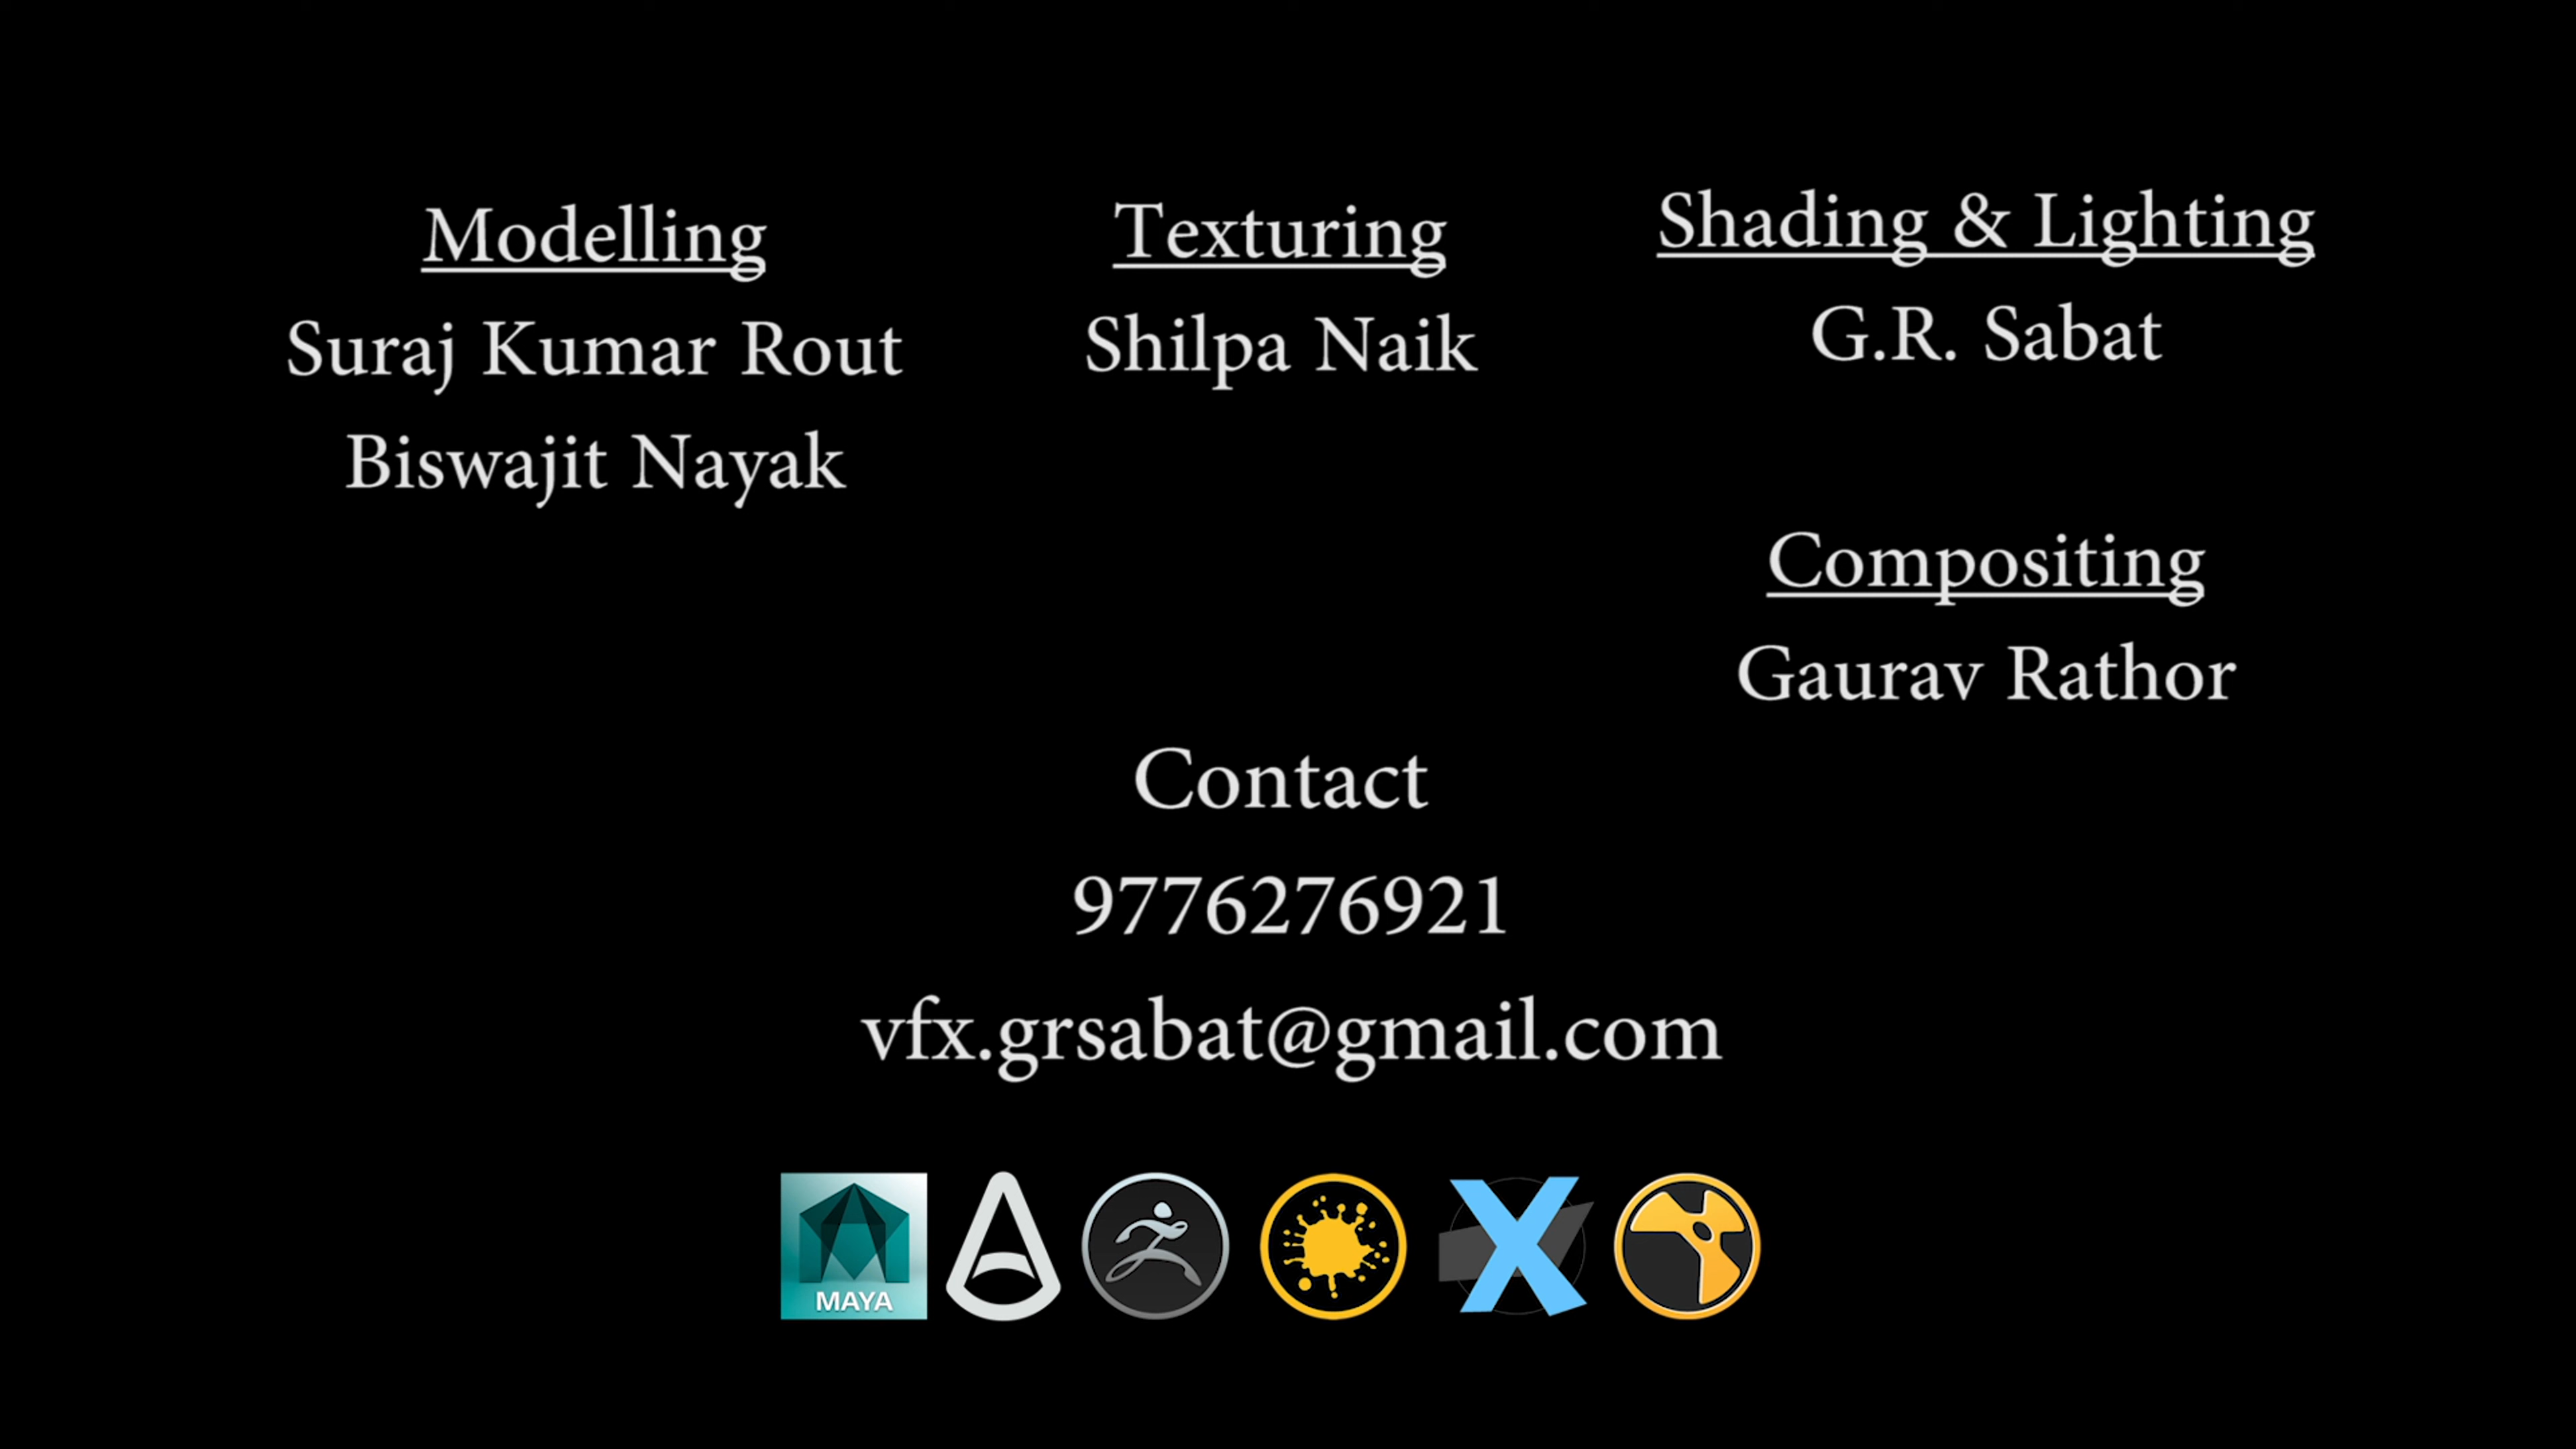 Modelling
Suraj Kumar Rout
Biswajit Nayak
Texturing
Shilpa Naik
Shading & Lighting
G.R. Sabat
Compositing
Gaurav Rathor
Contact
9776276921
vfx.grsabat@gmail.com
MAYA